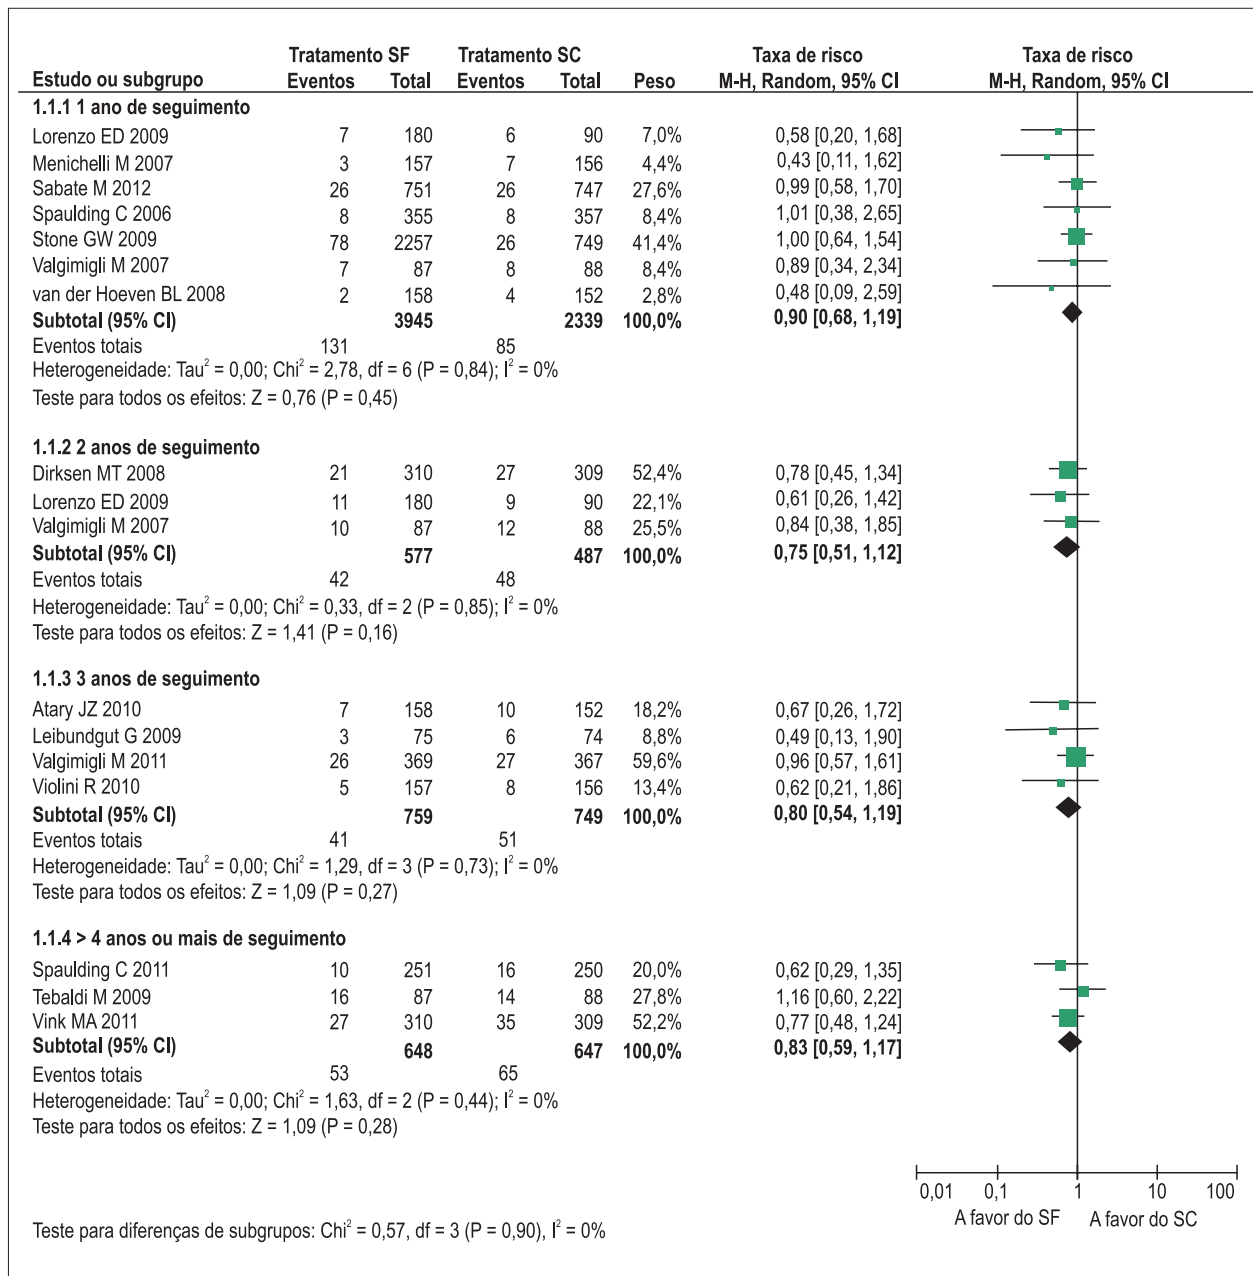 Tratamento SF Tratamento SC Taxa de risco Taxa de risco
Estudo ou subgrupo Eventos Total Eventos Total Peso M-H, Random, 95% CI M-H, Random, 95% CI
1.1.1 1 ano de seguimento
Lorenzo ED 2009 7 180 6 90 7,0% 0,58 [0,20, 1,68]
Menichelli M 2007 3 157 7 156 4,4% 0,43 [0,11, 1,62]
Sabate M 2012 26 751 26 747 27,6% 0,99 [0,58, 1,70]
Spaulding C 2006 8 355 8 357 8,4% 1,01 [0,38, 2,65]
Stone GW 2009 78 2257 26 749 41,4% 1,00 [0,64, 1,54]
Valgimigli M 2007 7 87 8 88 8,4% 0,89 [0,34, 2,34]
van der Hoeven BL 2008 2 158 4 152 2,8% 0,48 [0,09, 2,59]
Subtotal (95% CI) 3945 2339 100,0% 0,90 [0,68, 1,19]
Eventos totais 131 85
Heterogeneidade: Tau² = 0,00; Chi² = 2,78, df = 6 (P = 0,84); I² = 0%
Teste para todos os efeitos: Z = 0,76 (P = 0,45)
1.1.2 2 anos de seguimento
Dirksen MT 2008 21 310 27 309 52,4% 0,78 [0,45, 1,34]
Lorenzo ED 2009 11 180 9 90 22,1% 0,61 [0,26, 1,42]
Valgimigli M 2007 10 87 12 88 25,5% 0,84 [0,38, 1,85]
Subtotal (95% CI) 577 487 100,0% 0,75 [0,51, 1,12]
Eventos totais 42 48
Heterogeneidade: Tau² = 0,00; Chi² = 0,33, df = 2 (P = 0,85); I² = 0%
Teste para todos os efeitos: Z = 1,41 (P = 0,16)
1.1.3 3 anos de seguimento
Atary JZ 2010 7 158 10 152 18,2% 0,67 [0,26, 1,72]
Leibundgut G 2009 3 75 6 74 8,8% 0,49 [0,13, 1,90]
Valgimigli M 2011 26 369 27 367 59,6% 0,96 [0,57, 1,61]
Violini R 2010 5 157 8 156 13,4% 0,62 [0,21, 1,86]
Subtotal (95% CI) 759 749 100,0% 0,80 [0,54, 1,19]
Eventos totais 41 51
Heterogeneidade: Tau² = 0,00; Chi² = 1,29, df = 3 (P = 0,73); I² = 0%
Teste para todos os efeitos: Z = 1,09 (P = 0,27)
1.1.4 > 4 anos ou mais de seguimento
Spaulding C 2011 10 251 16 250 20,0% 0,62 [0,29, 1,35]
Tebaldi M 2009 16 87 14 88 27,8% 1,16 [0,60, 2,22]
Vink MA 2011 27 310 35 309 52,2% 0,77 [0,48, 1,24]
Subtotal (95% CI) 648 647 100,0% 0,83 [0,59, 1,17]
Eventos totais 53 65
Heterogeneidade: Tau² = 0,00; Chi² = 1,63, df = 2 (P = 0,44); I² = 0%
Teste para todos os efeitos: Z = 1,09 (P = 0,28)
0,01 0,1 1 10 100
A favor do SF A favor do SC
Teste para diferenças de subgrupos: Chi² = 0,57, df = 3 (P = 0,90), I² = 0%